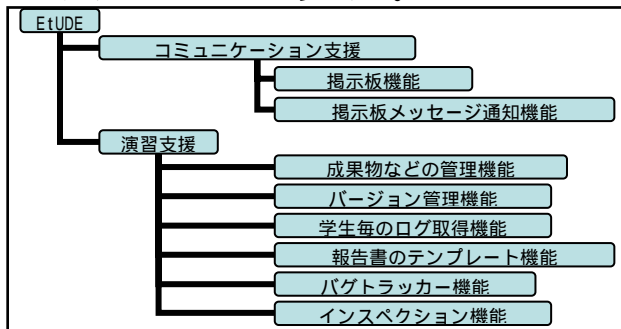 EtUDE
コミュニケーション支援
掲示板機能
掲示板メッセージ通知機能
演習支援
成果物などの管理機能
バージョン管理機能
学生毎のログ取得機能
報告書のテンプレート機能
バグトラッカー機能
インスペクション機能